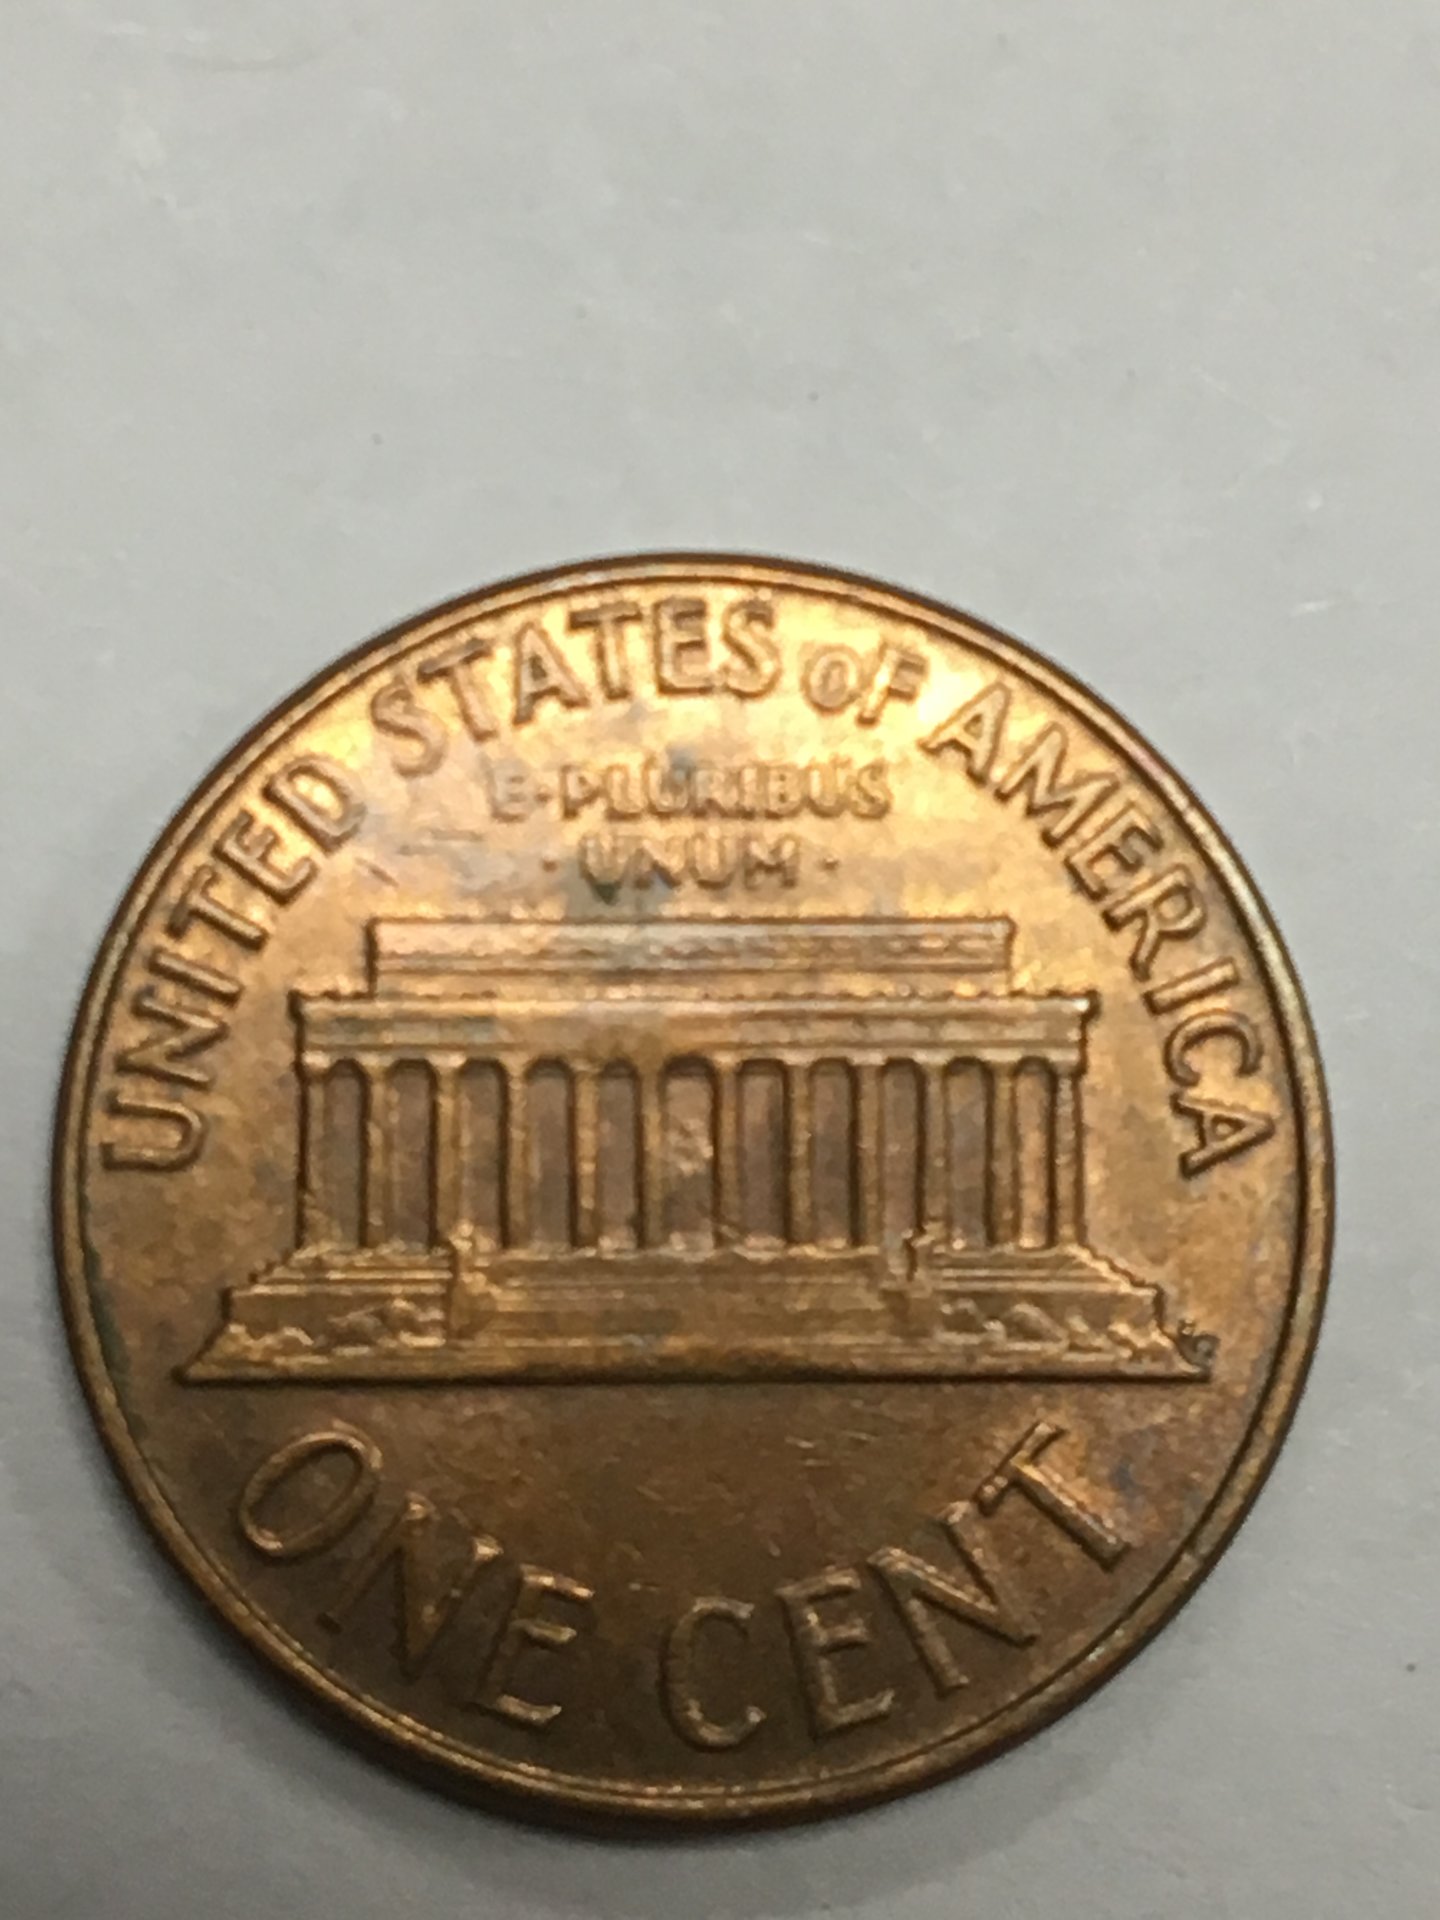 UNITED STATES OF AMERICA
E·PLURIBUS
·UNUM·
ONE CENT